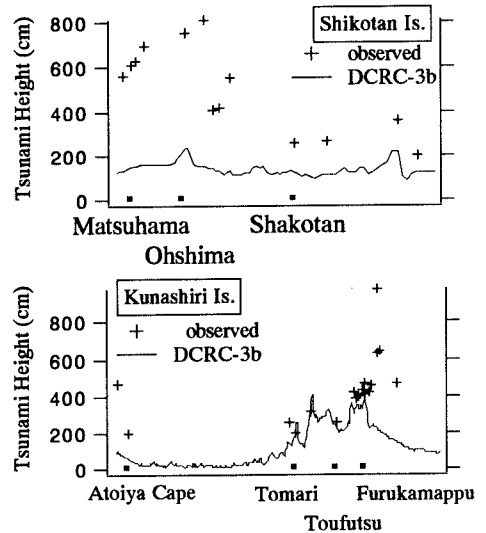 Shikotan Is.
+ observed
DCRC-3b
Tsunami Height (cm)
800
600
400
200
0
Matsuhama
Ohshima
Shakotan
Kunashiri Is.
+ observed
DCRC-3b
Tsunami Height (cm)
800
600
400
200
0
Atoiya Cape
Tomari
Toufutsu
Furukamappu